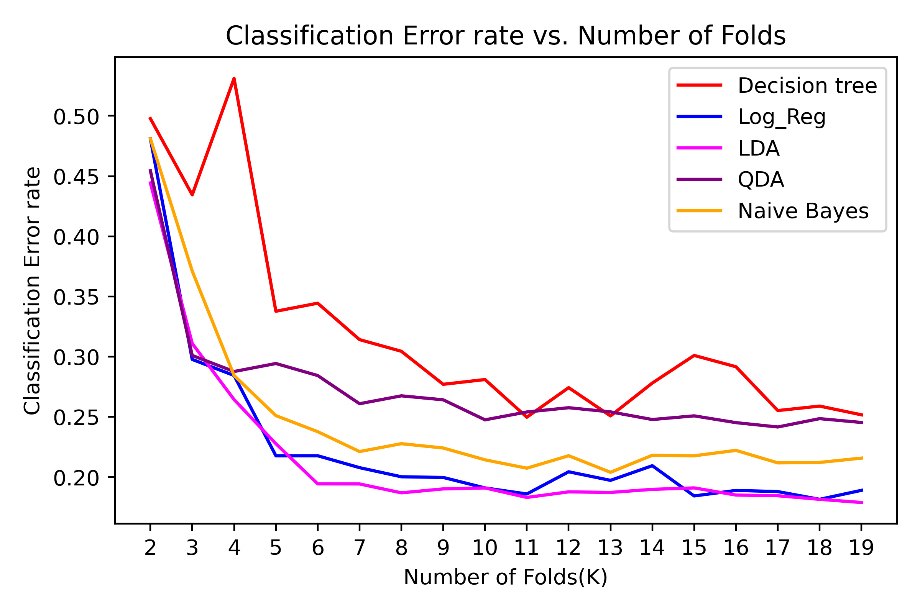 Classification Error rate vs. Number of Folds
Classification Error rate
0.50
0.45
0.40
0.35
0.30
0.25
0.20
Decision tree
Log_Reg
LDA
QDA
Naive Bayes
2 3 4 5 6 7 8 9 10 11 12 13 14 15 16 17 18 19
Number of Folds(K)